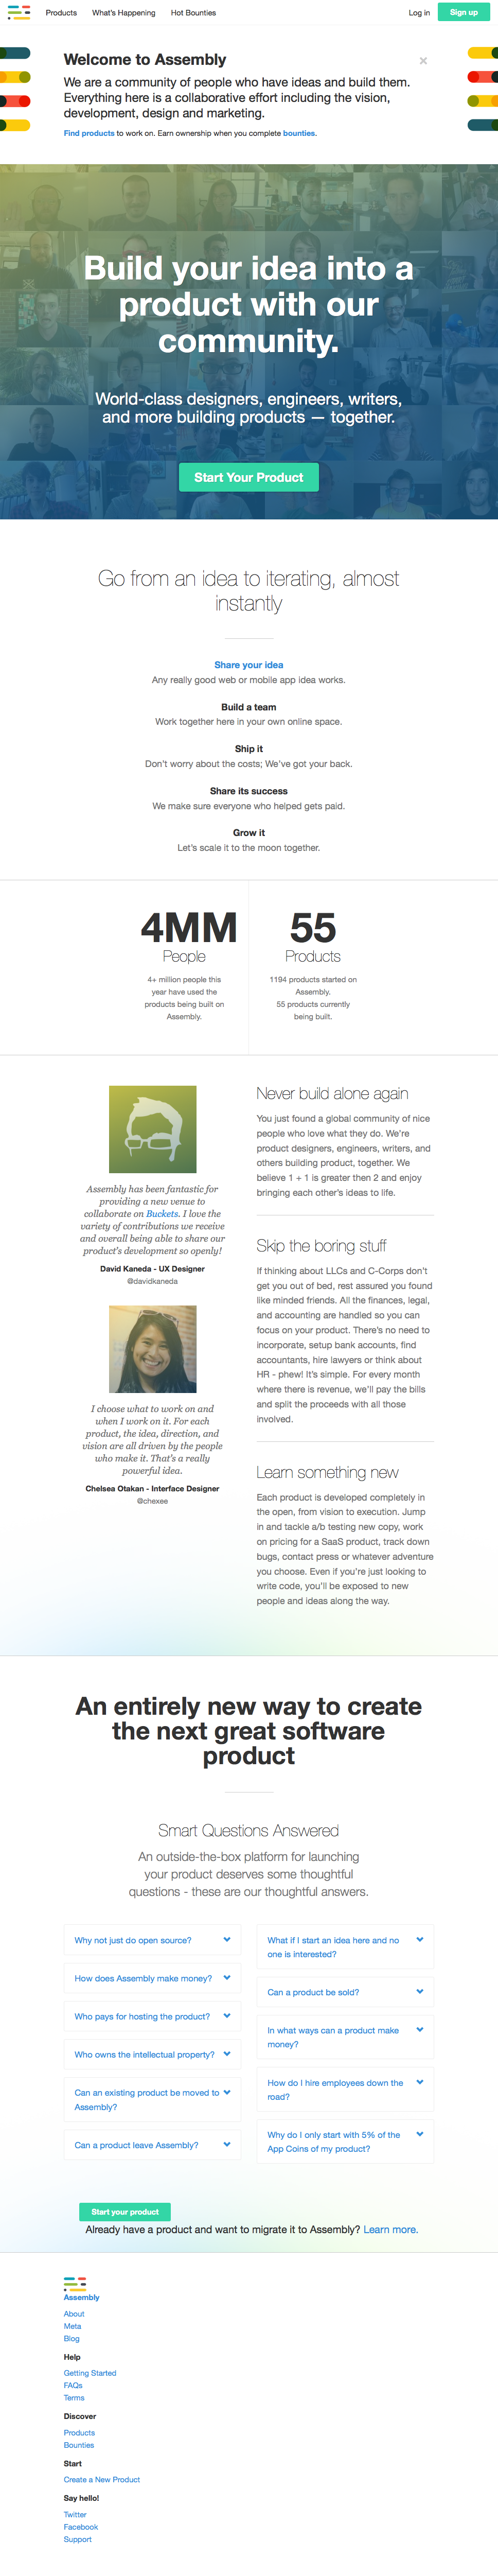 Products What's Happening Hot Bounties Log in Sign up
Welcome to Assembly
We are a community of people who have ideas and build them.
Everything here is a collaborative effort including the vision,
development, design and marketing.
Find products to work on. Earn ownership when you complete bounties.
Build your idea into a
product with our
community.
World-class designers, engineers, writers,
and more building products — together.
Start Your Product
Go from an idea to iterating, almost
instantly
Share your idea
Any really good web or mobile app idea works.
Build a team
Work together here in your own online space.
Ship it
Don't worry about the costs; We've got your back.
Share its success
We make sure everyone who helped gets paid.
Grow it
Let's scale it to the moon together.
4MM
People
4+ million people this
year have used the
products being built on
Assembly.
55
Products
1194 products started on
Assembly.
55 products currently
being built.
Assembly has been fantastic for
providing a new venue to
collaborate on Buckets. I love the
variety of contributions we receive
and overall being able to share our
product's development so openly!
David Kaneda - UX Designer
@davidkaneda
I choose what to work on and
when I work on it. For each
product, the idea, direction, and
vision are all driven by the people
who make it. That's a really
powerful idea.
Chelsea Otakan - Interface Designer
@chexee
Never build alone again
You just found a global community of nice
people who love what they do. We're
product designers, engineers, writers, and
others building product, together. We
believe 1 + 1 is greater then 2 and enjoy
bringing each other's ideas to life.
Skip the boring stuff
If thinking about LLCs and C-Corps don't
get you out of bed, rest assured you found
like minded friends. All the finances, legal,
and accounting are handled so you can
focus on your product. There's no need to
incorporate, setup bank accounts, find
accountants, hire lawyers or think about
HR - phew! It's simple. For every month
where there is revenue, we'll pay the bills
and split the proceeds with all those
involved.
Learn something new
Each product is developed completely in
the open, from vision to execution. Jump
in and tackle a/b testing new copy, work
on pricing for a SaaS product, track down
bugs, contact press or whatever adventure
you choose. Even if you're just looking to
write code, you'll be exposed to new
people and ideas along the way.
An entirely new way to create
the next great software
product
Smart Questions Answered
An outside-the-box platform for launching
your product deserves some thoughtful
questions - these are our thoughtful answers.
Why not just do open source?
How does Assembly make money?
Who pays for hosting the product?
Who owns the intellectual property?
Can an existing product be moved to
Assembly?
Can a product leave Assembly?
What if I start an idea here and no
one is interested?
Can a product be sold?
In what ways can a product make
money?
How do I hire employees down the
road?
Why do I only start with 5% of the
App Coins of my product?
Start your product
Already have a product and want to migrate it to Assembly? Learn more.
Assembly
About
Meta
Blog
Help
Getting Started
FAQs
Terms
Discover
Products
Bounties
Start
Create a New Product
Say hello!
Twitter
Facebook
Support